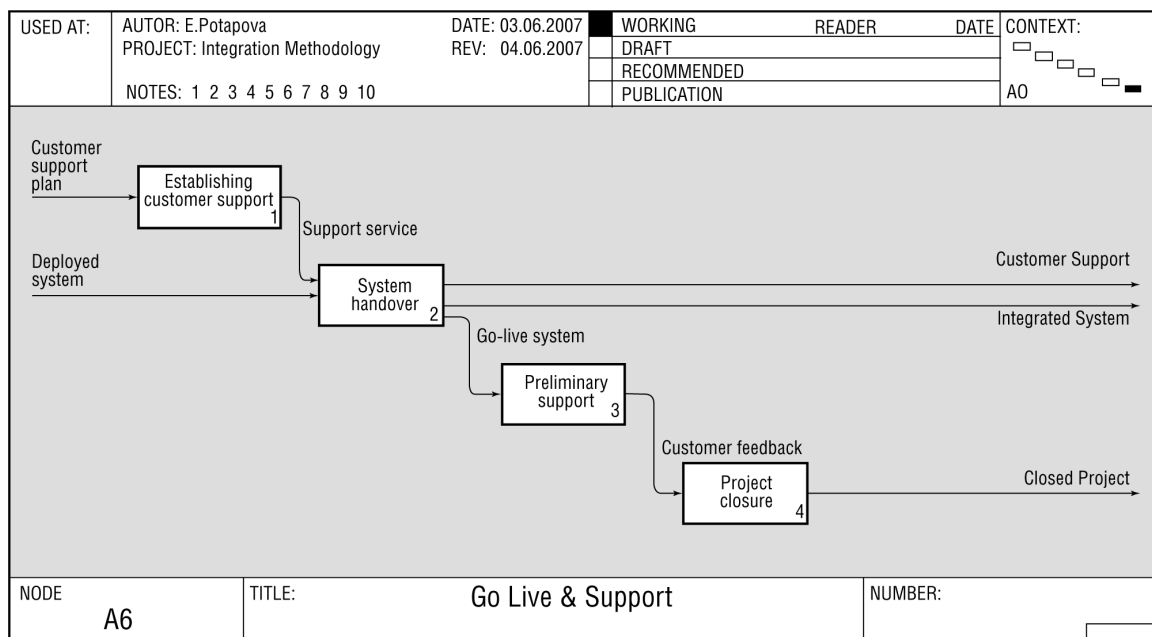 USED AT:
AUTOR: E.Potapova
DATE: 03.06.2007
PROJECT: Integration Methodology
REV: 04.06.2007
NOTES: 1 2 3 4 5 6 7 8 9 10
WORKING
READER
DATE
DRAFT
RECOMMENDED
PUBLICATION
CONTEXT:
AO
Customer
support
plan
Establishing
customer support
1
Support service
Deployed
system
System
handover
2
Customer Support
Integrated System
Go-live system
Preliminary
support
3
Customer feedback
Project
closure
4
Closed Project
NODE
A6
TITLE:
Go Live & Support
NUMBER: